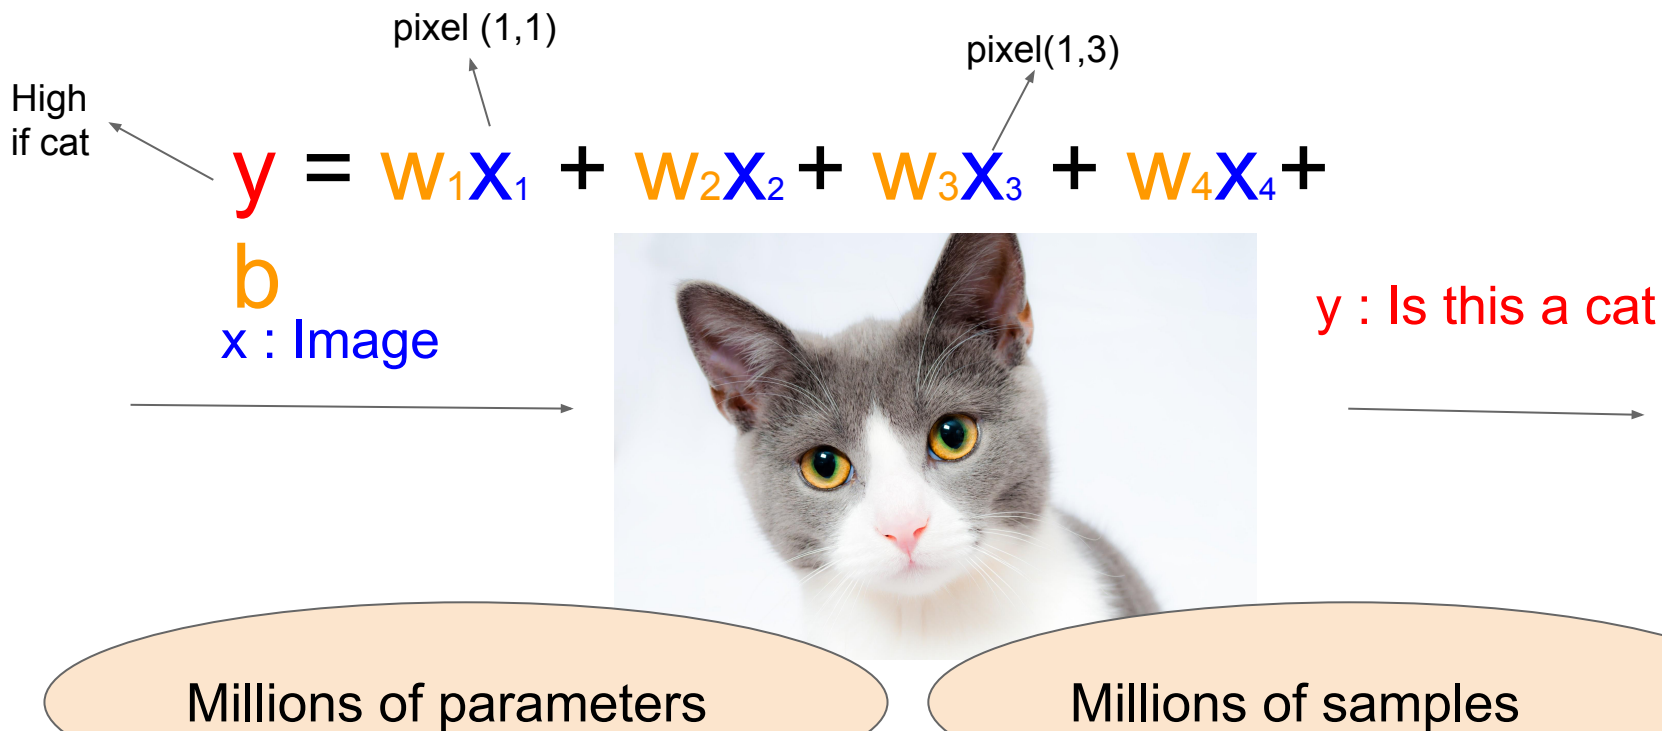 pixel (1,1)
pixel(1,3)
High
if cat
y = w₁x₁ + w₂x₂ + w₃x₃ + w₄x₄+
b
x : Image
y : Is this a cat
Millions of parameters
Millions of samples